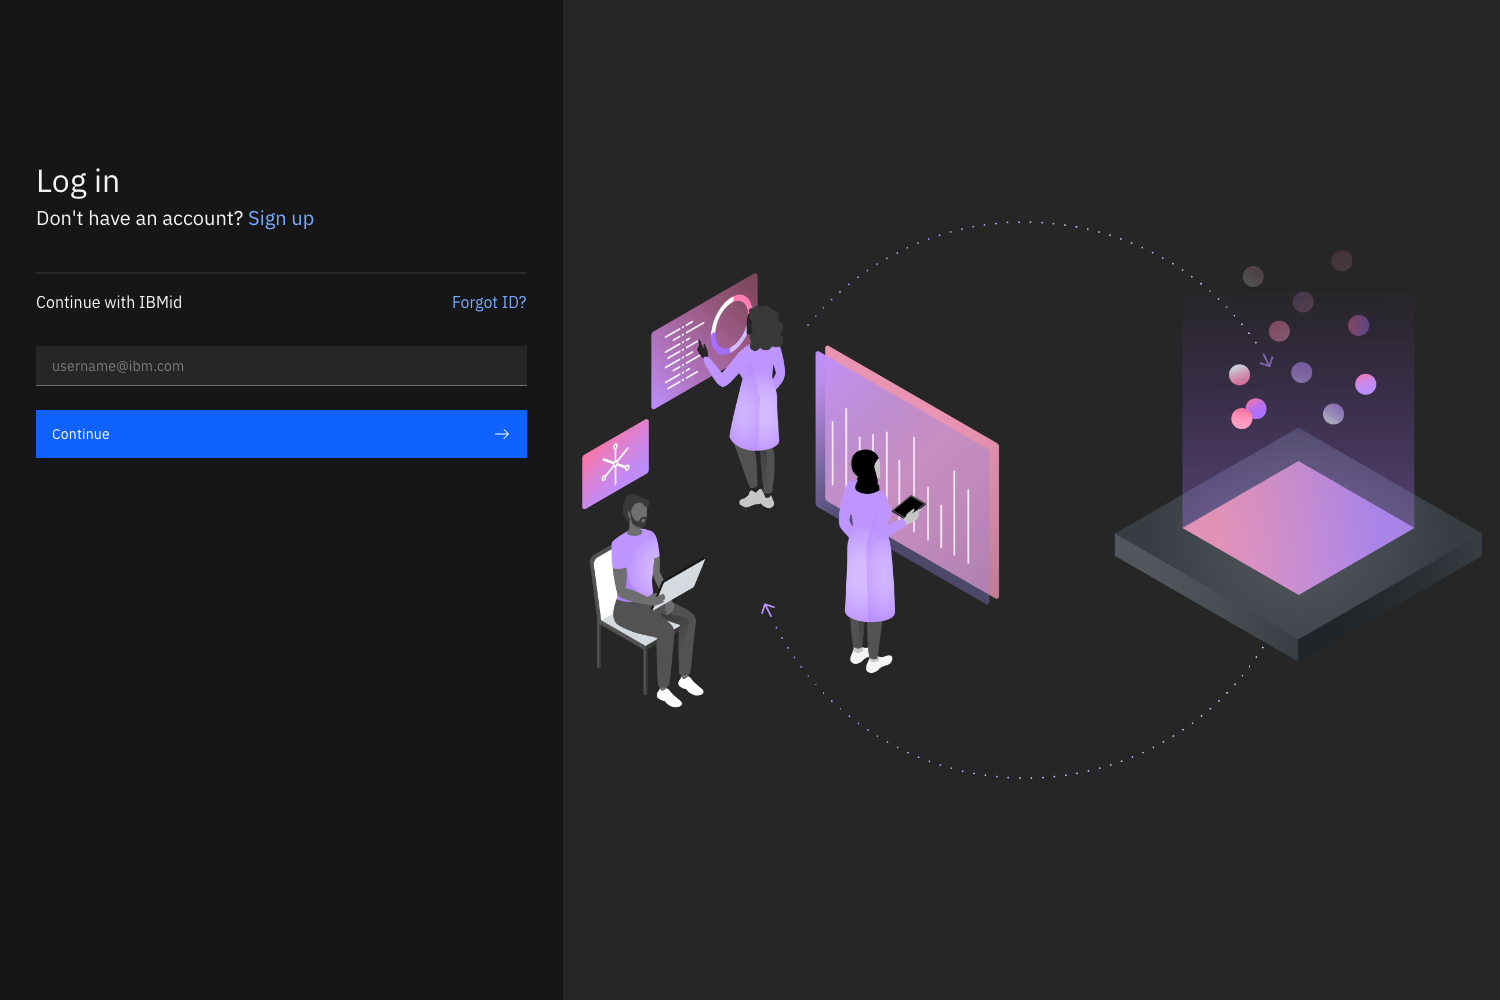 Log in
Don't have an account? Sign up
Continue with IBMid
Forgot ID?
username@ibm.com
Continue